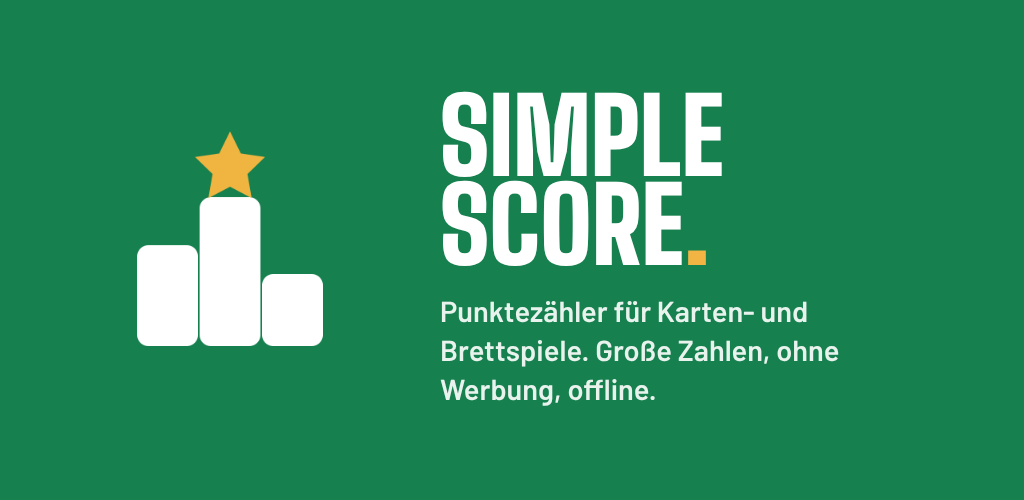 SIMPLE
SCORE.
Punktezähler für Karten- und
Brettspiele. Große Zahlen, ohne
Werbung, offline.